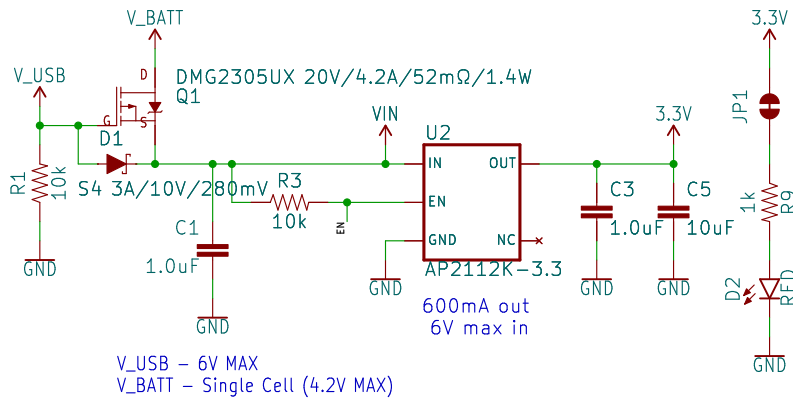 V_BATT
3.3V
V_USB
D
DMG2305UX 20V/4.2A/52mΩ/1.4W
Q1
JP1
G
S
VIN
3.3V
D1
U2
IN
OUT
R1
10k
S4 3A/10V/280mV
R3
10k
EN
EN
C3
1.0uF
C5
10uF
1k
R9
C1
1.0uF
GND
NC
GND
AP2112K-3.3
GND
GND
GND
D2
RED
600mA out
6V max in
GND
GND
V_USB - 6V MAX
V_BATT - Single Cell (4.2V MAX)